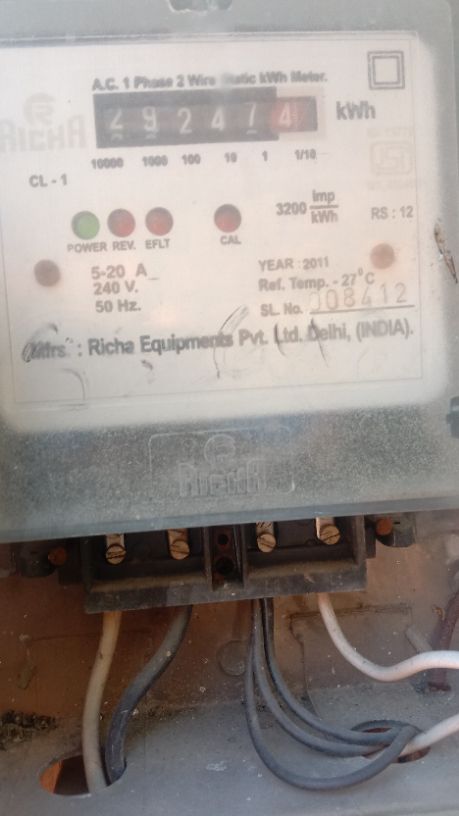 A.C. 1 Phase 2 Wire Static kWh Meter.
RICHA
29247 4 kWh
10000 1000 100 10 1 1/10
CL - 1
3200 imp/kWh
RS : 12
POWER REV. EFLT CAL
5-20 A
240 V.
50 Hz.
YEAR : 2011
Ref. Temp. - 27°C
SL. No. 008412
Mfrs : Richa Equipments Pvt. Ltd. Delhi, (INDIA).
RICHA